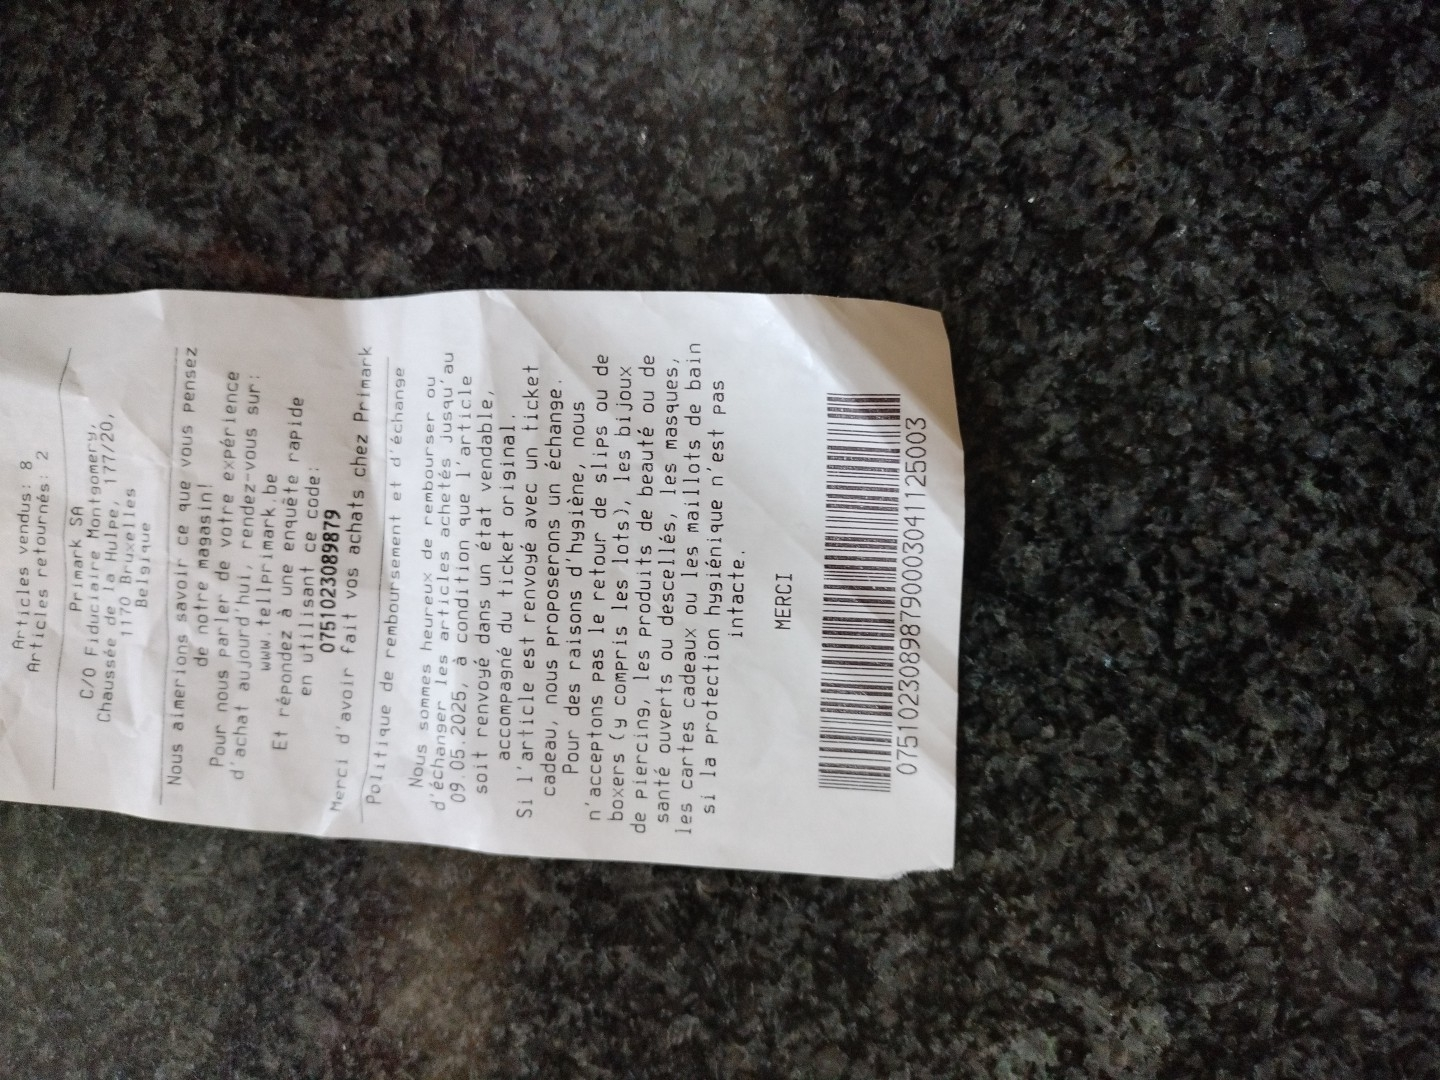 Articles vendus: 8
Articles retournés: 2
Primark SA
C/O Fiduciaire Montgomery,
Chaussée de la Hulpe, 177/20,
1170 Bruxelles
Belgique
Nous aimerions savoir ce que vous pensez
de notre magasin!
Pour nous parler de votre expérience
d'achat aujourd'hui, rendez-vous sur:
www.tellPrimark.be
Et répondez à une enquête rapide
en utilisant ce code:
0751023089879
Merci d'avoir fait vos achats chez Primark
Politique de remboursement et d'échange
Nous sommes heureux de rembourser ou
d'échanger les articles achetés jusqu'au
09.05.2025, à condition que l'article
soit renvoyé dans un état vendable,
accompagné du ticket original.
Si l'article est renvoyé avec un ticket
cadeau, nous proposerons un échange.
Pour des raisons d'hygiène, nous
n'acceptons pas le retour de slips ou de
boxers (y compris les lots), les bijoux
de piercing, les produits de beauté ou de
santé ouverts ou descellés, les masques,
les cartes cadeaux ou les maillots de bain
si la protection hygiénique n'est pas
intacte.
MERCI
07510230898790003041125003